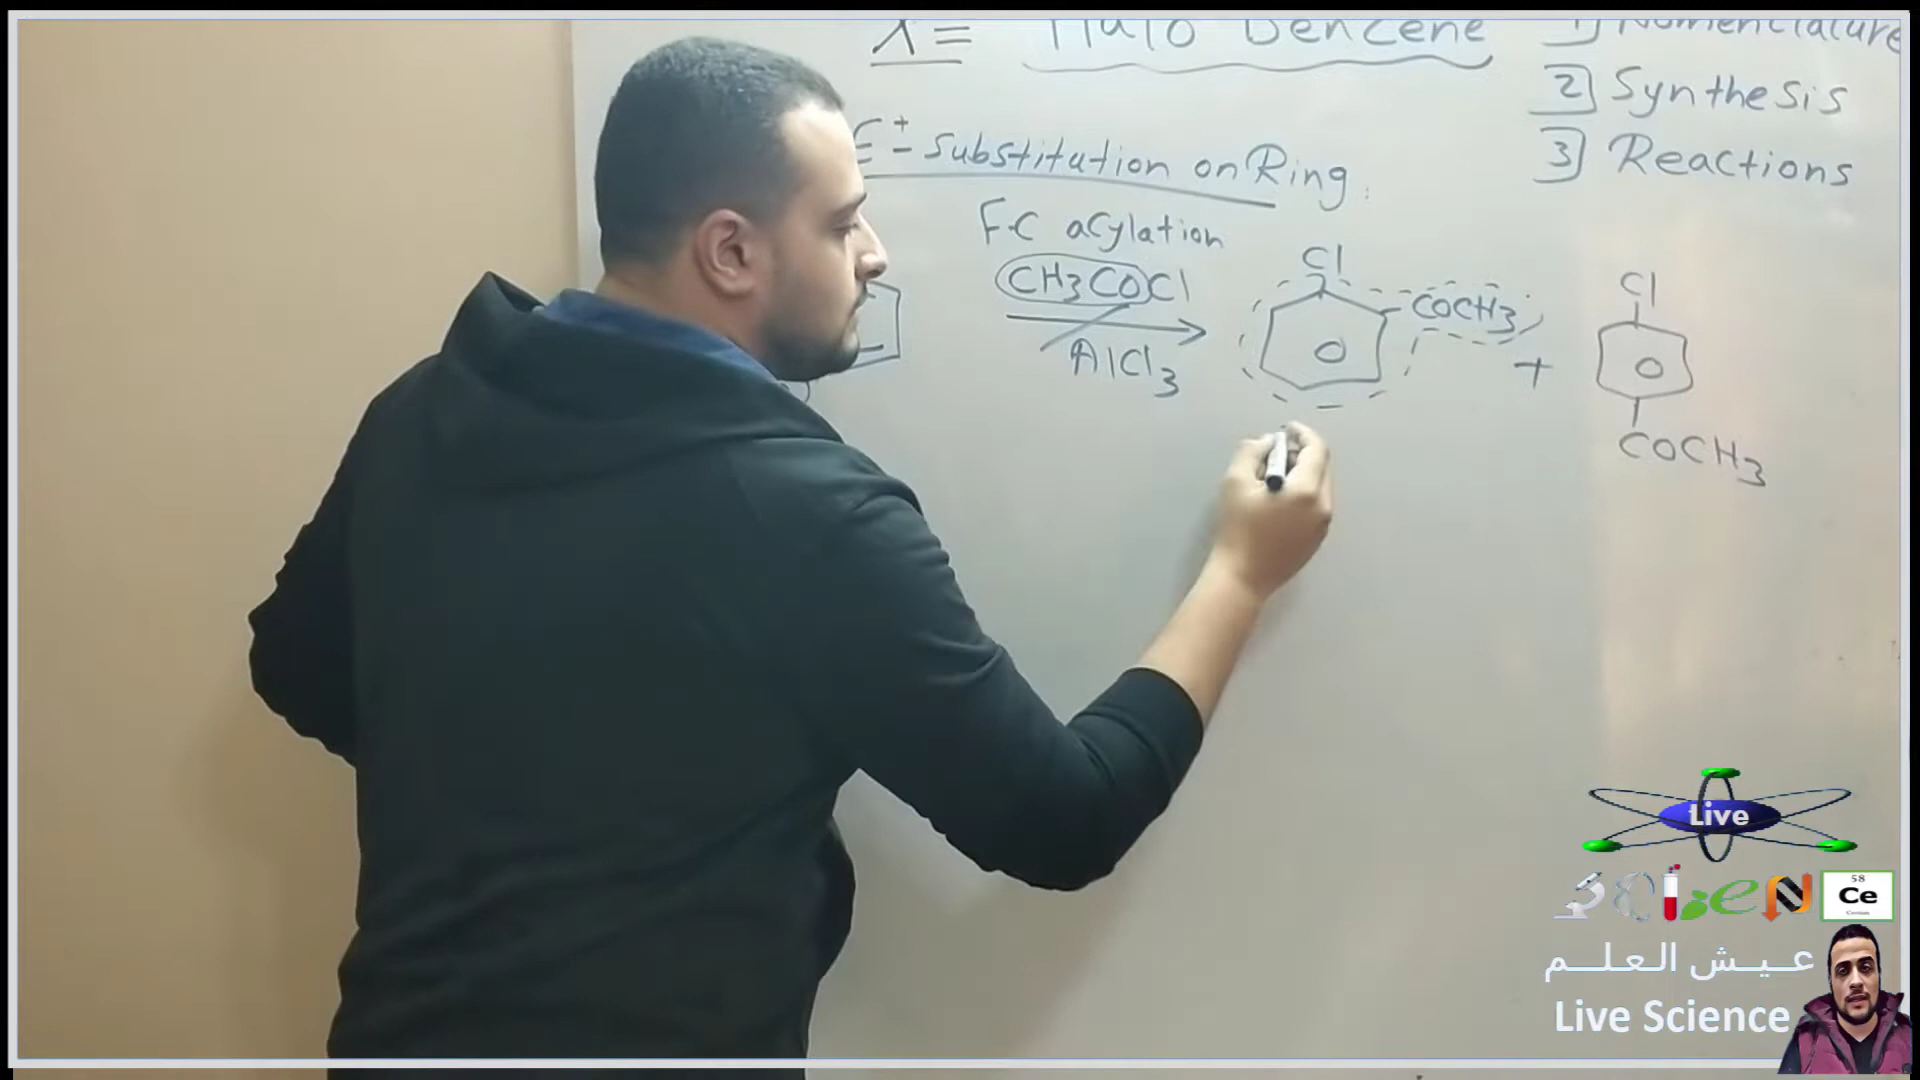 X = Halo Benzene
1) Nomenclature
2) Synthesis
3) Reactions
E+ - Substitution on Ring
F.C acylation
CH3COCl
AlCl3
Cl
COCH3
+
Cl
COCH3
Live
SCieN
58
Ce
Cerium
عيش العلم
Live Science